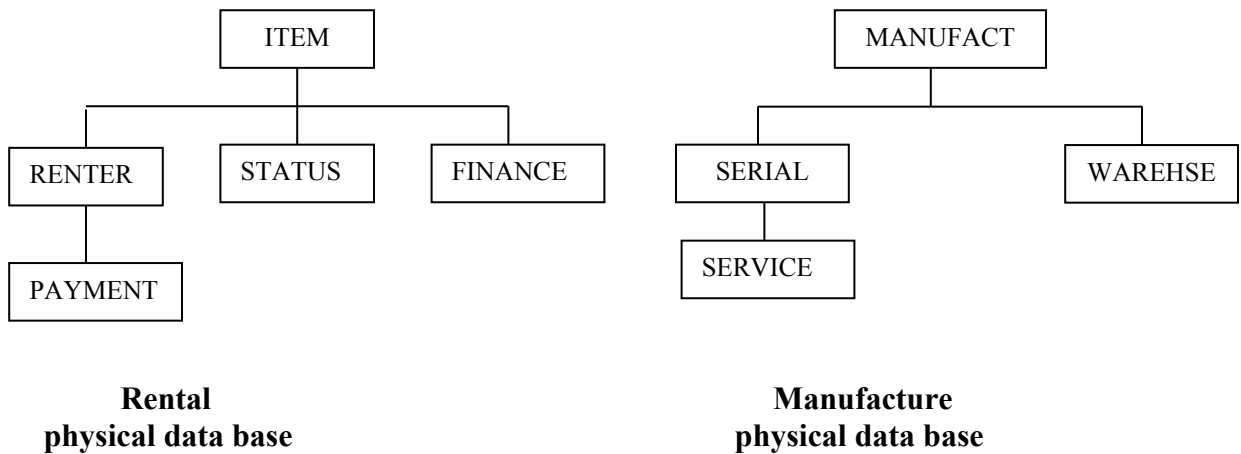 ITEM
RENTER
STATUS
FINANCE
PAYMENT
Rental
physical data base
MANUFACT
SERIAL
WAREHSE
SERVICE
Manufacture
physical data base